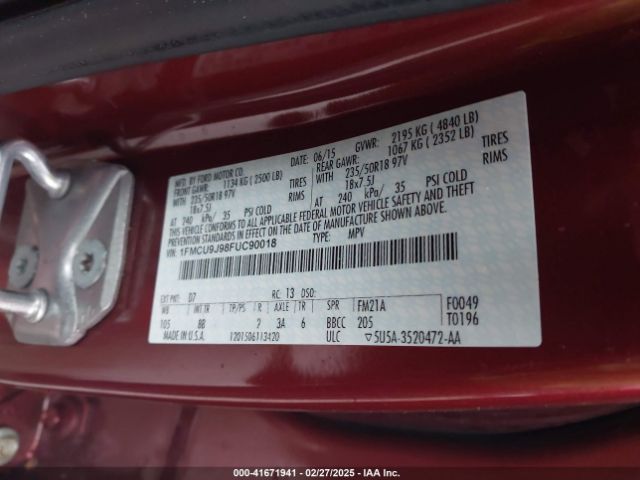 MFD. BY FORD MOTOR CO.
DATE: 06/15 GVWR: 2195 KG ( 4840 LB)
FRONT GAWR: 1134 KG ( 2500 LB) REAR GAWR: 1067 KG ( 2352 LB)
WITH 235/50R18 97V TIRES WITH 235/50R18 97V TIRES
18x7.5J RIMS 18x7.5J RIMS
AT 240 kPa/ 35 PSI COLD AT 240 kPa/ 35 PSI COLD
THIS VEHICLE CONFORMS TO ALL APPLICABLE FEDERAL MOTOR VEHICLE SAFETY AND THEFT
PREVENTION STANDARDS IN EFFECT ON THE DATE OF MANUFACTURE SHOWN ABOVE.
VIN: 1FMCU9J98FUC90018 TYPE: MPV
EXT PNT: D7 RC: 13 DSO:
WB INT TR TP/PS R AXLE TR SPR FM21A F0049
105 BB 2 3A 6 BBCC 205 T0196
MADE IN U.S.A. 1201506113420 ULC ▽5U5A-3520472-AA
00-41671941 - 02/27/2025 - IAA Inc.